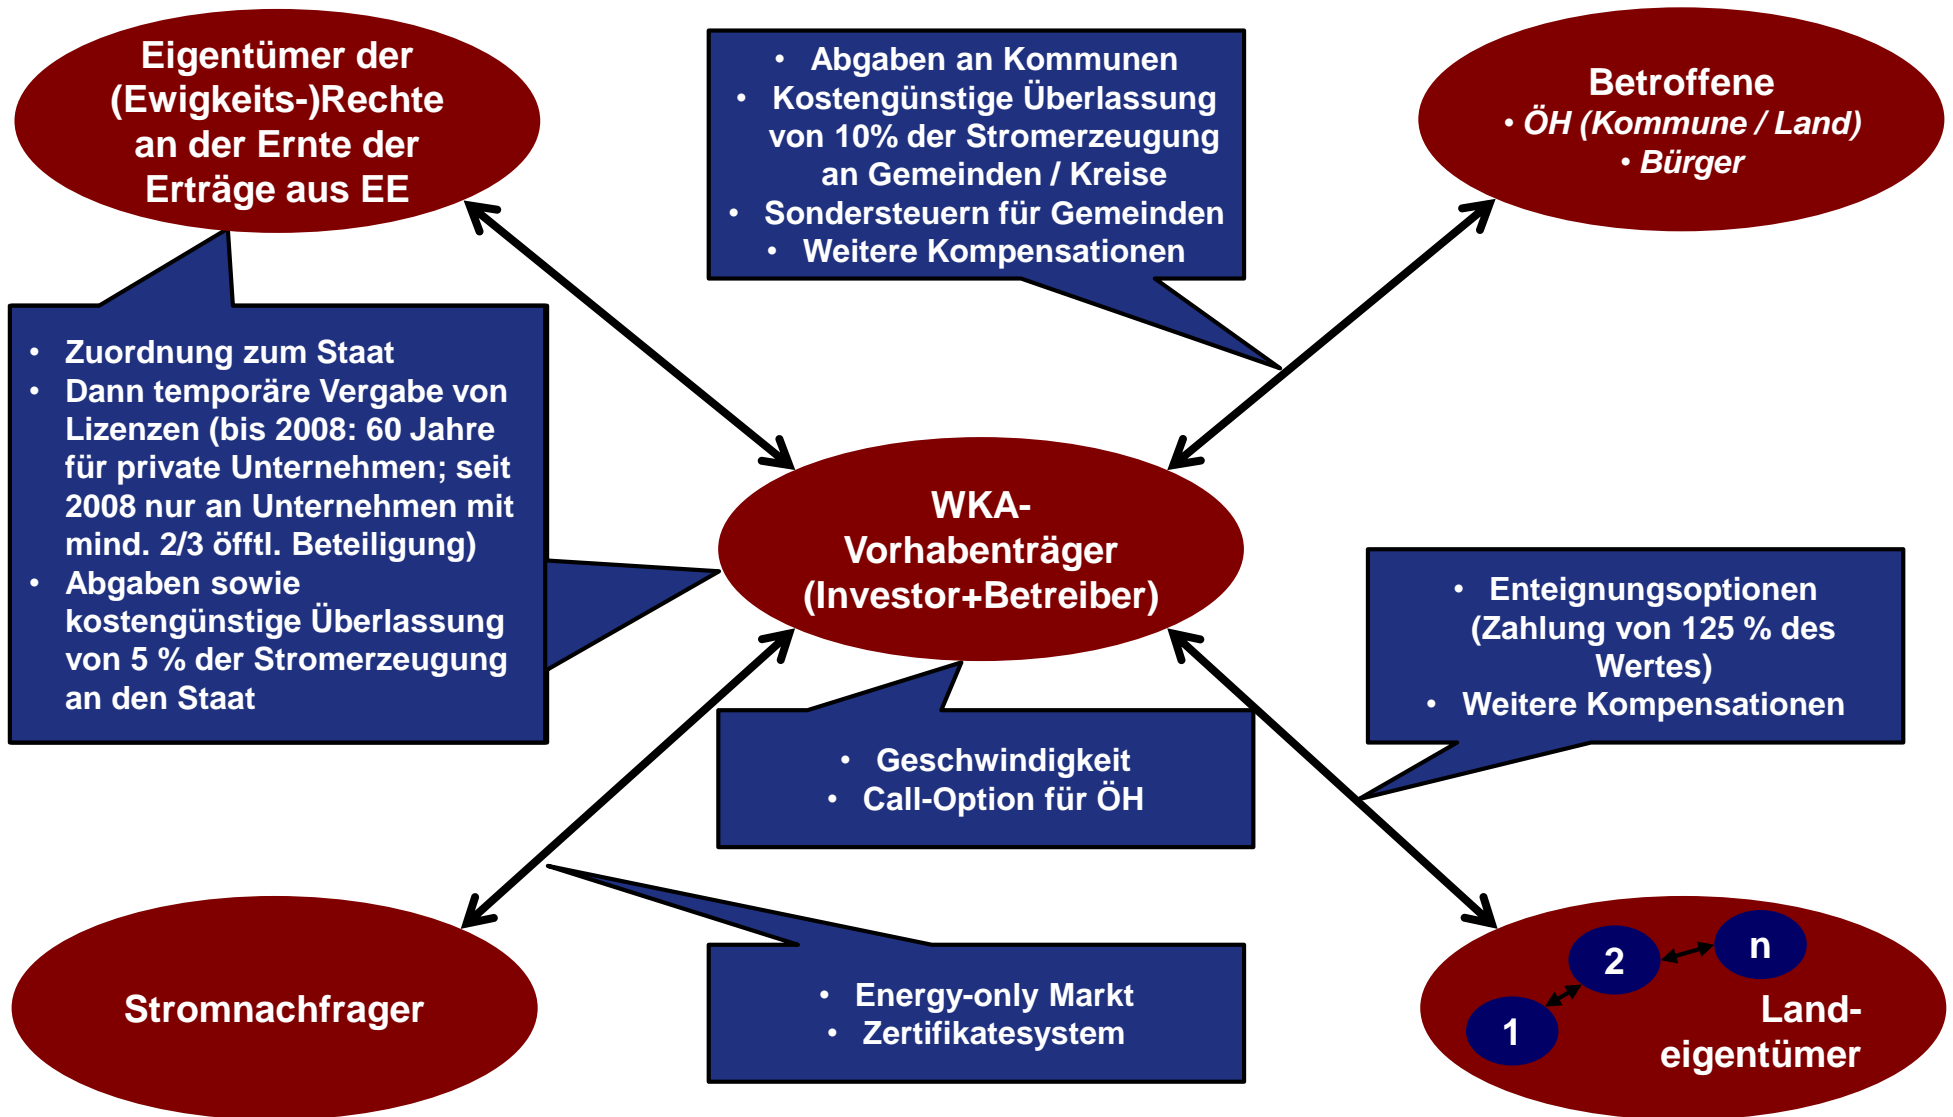 Eigentümer der
(Ewigkeits-)Rechte
an der Ernte der
Erträge aus EE
• Abgaben an Kommunen
• Kostengünstige Überlassung
von 10% der Stromerzeugung
an Gemeinden / Kreise
• Sondersteuern für Gemeinden
• Weitere Kompensationen
Betroffene
• ÖH (Kommune / Land)
• Bürger
• Zuordnung zum Staat
• Dann temporäre Vergabe von
Lizenzen (bis 2008: 60 Jahre
für private Unternehmen; seit
2008 nur an Unternehmen mit
mind. 2/3 öfftl. Beteiligung)
• Abgaben sowie
kostengünstige Überlassung
von 5 % der Stromerzeugung
an den Staat
WKA-
Vorhabenträger
(Investor+Betreiber)
• Enteignungsoptionen
(Zahlung von 125 % des
Wertes)
• Weitere Kompensationen
• Geschwindigkeit
• Call-Option für ÖH
Stromnachfrager
• Energy-only Markt
• Zertifikatesystem
1
2
n
Land-
eigentümer